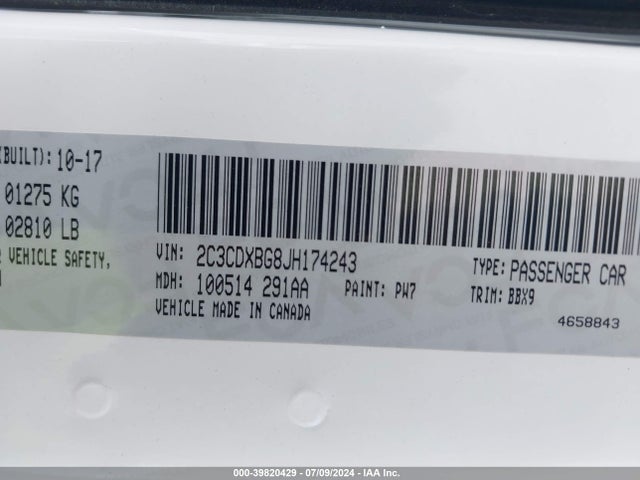 (BUILT): 10-17
01275 KG
02810 LB
VEHICLE SAFETY,
VIN: 2C3CDXBG8JH174243
TYPE: PASSENGER CAR
MDH: 100514 291AA
PAINT: PW7
TRIM: BBX9
VEHICLE MADE IN CANADA
4658843
000-39820429 - 07/09/2024 - IAA Inc.